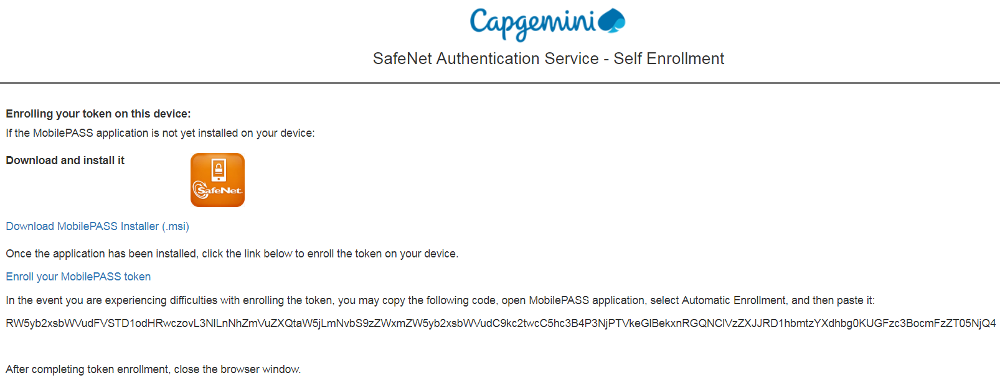 Capgemini
SafeNet Authentication Service - Self Enrollment
Enrolling your token on this device:
If the MobilePASS application is not yet installed on your device:
Download and install it
SafeNet.
Download MobilePASS Installer (.msi)
Once the application has been installed, click the link below to enroll the token on your device.
Enroll your MobilePASS token
In the event you are experiencing difficulties with enrolling the token, you may copy the following code, open MobilePASS application, select Automatic Enrollment, and then paste it:
RW5yb2xsbWVudFVSTD1odHRwczovL3NlLnNhZmVuZXQtaW5jLmNvbS9zZWxmZW5yb2xsbWVudC9kc2twcC5hc3B4P3NjPTVkeGlBekxnRGQNClVzZXJJRD1hbmtzYXdhbg0KUGFzc3BocmFzZT05NjQ4
After completing token enrollment, close the browser window.